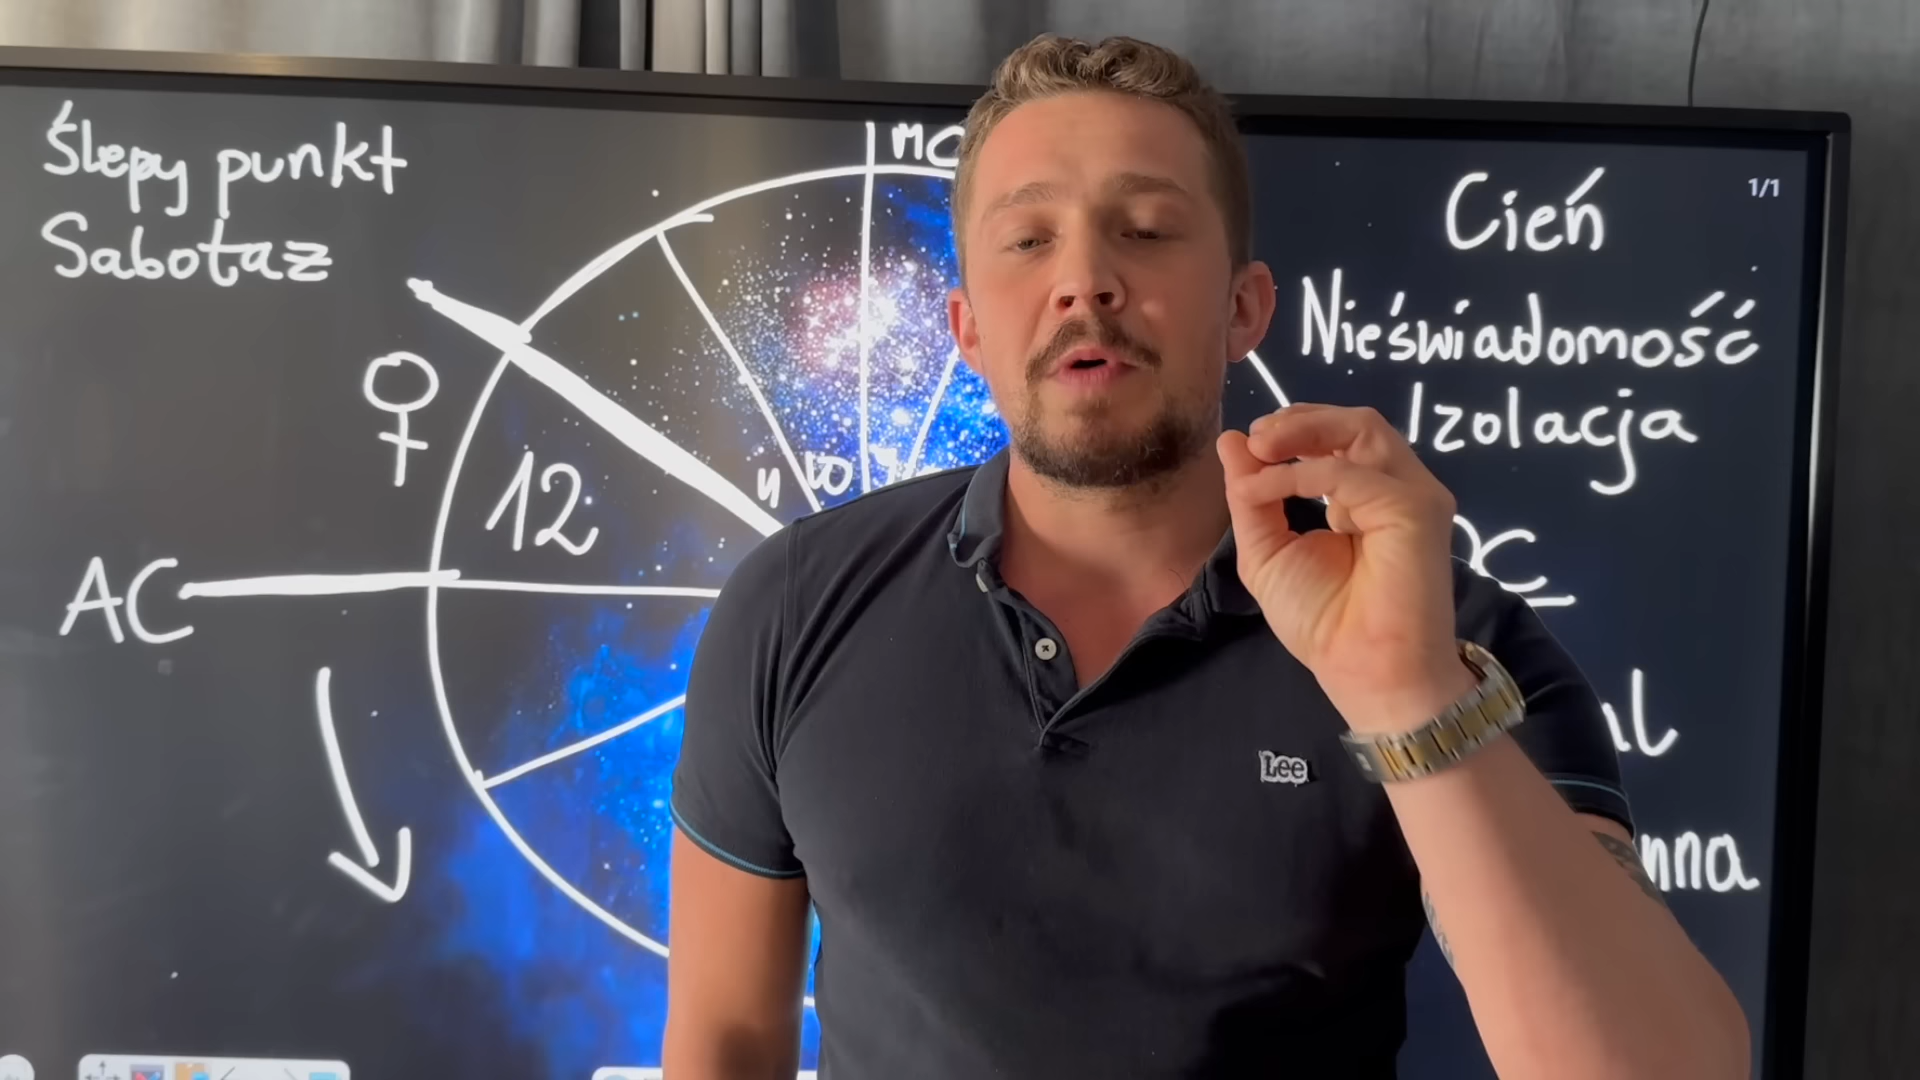 Ślepy punkt
Sabotaz
MC
1/1
Cień
Nieświadomość
Izolacja
12
AC
Lee